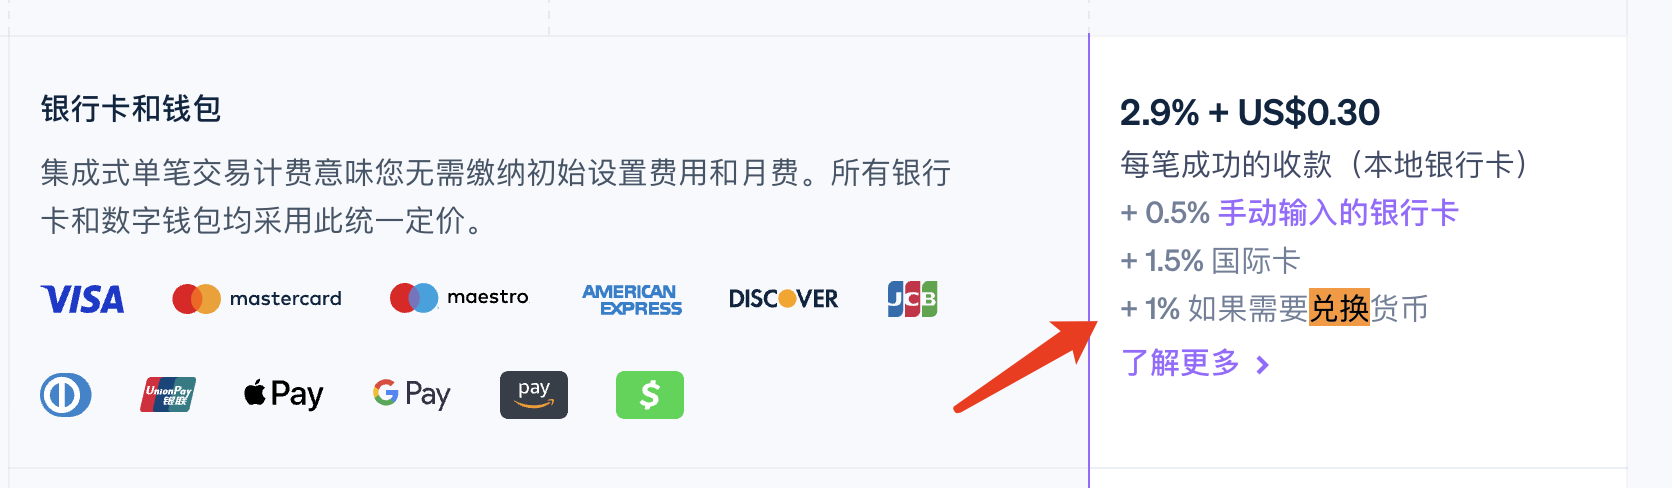 银行卡和钱包
集成式单笔交易计费意味您无需缴纳初始设置费用和月费。所有银行
卡和数字钱包均采用此统一定价。
VISA mastercard maestro AMERICAN EXPRESS DISCOVER JCB
UnionPay 银联 Pay G Pay pay $
2.9% + US$0.30
每笔成功的收款（本地银行卡）
+ 0.5% 手动输入的银行卡
+ 1.5% 国际卡
+ 1% 如果需要兑换货币
了解更多 >